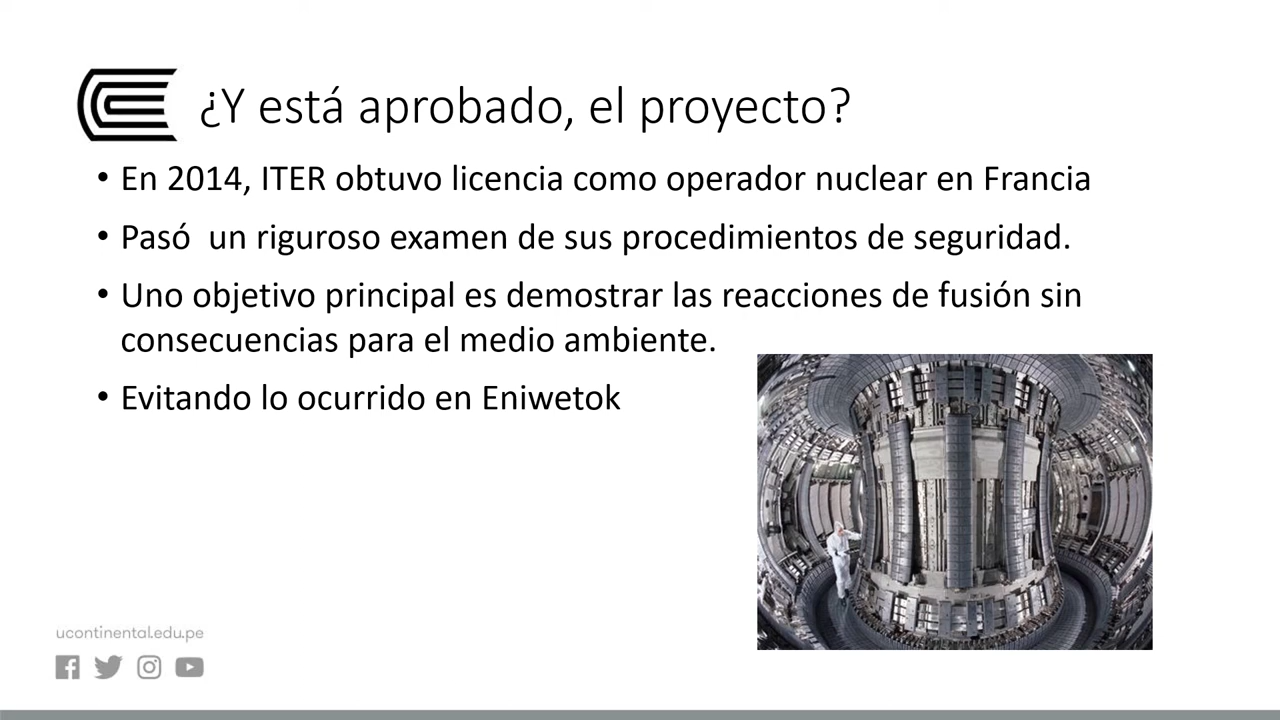 ¿Y está aprobado, el proyecto?
• En 2014, ITER obtuvo licencia como operador nuclear en Francia
• Pasó  un riguroso examen de sus procedimientos de seguridad.
• Uno objetivo principal es demostrar las reacciones de fusión sin
consecuencias para el medio ambiente.
• Evitando lo ocurrido en Eniwetok
ucontinental.edu.pe